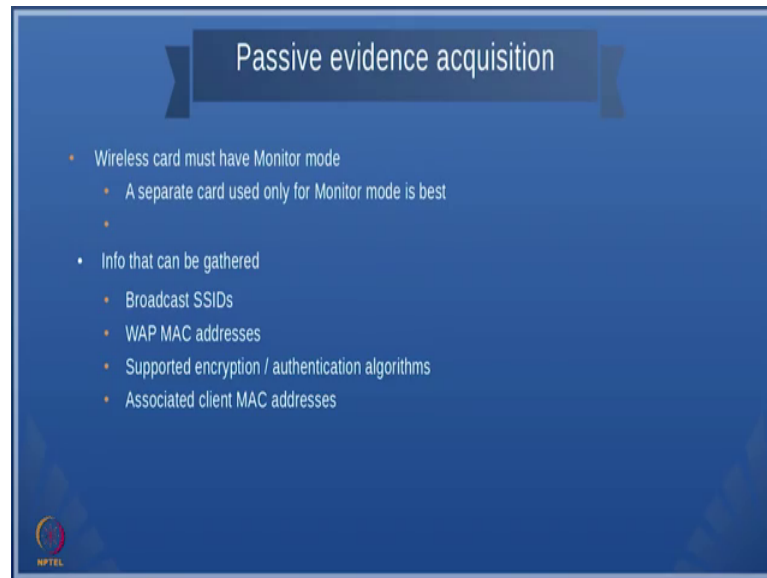 Passive evidence acquisition
• Wireless card must have Monitor mode
• A separate card used only for Monitor mode is best
•
• Info that can be gathered
• Broadcast SSIDs
• WAP MAC addresses
• Supported encryption / authentication algorithms
• Associated client MAC addresses
NPTEL